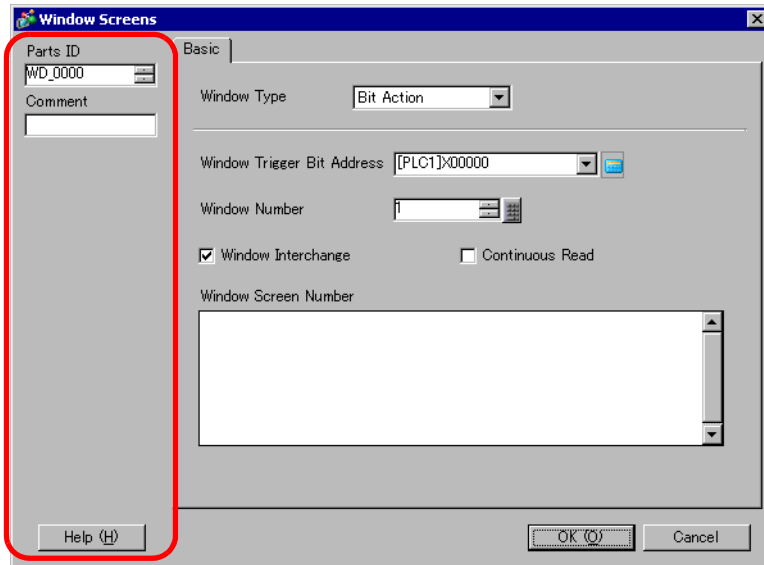 Window Screens
Parts ID
WD_0000
Comment
Basic
Window Type
Bit Action
Window Trigger Bit Address
[PLC1]X00000
Window Number
1
Window Interchange
Continuous Read
Window Screen Number
Help (H)
OK (O)
Cancel